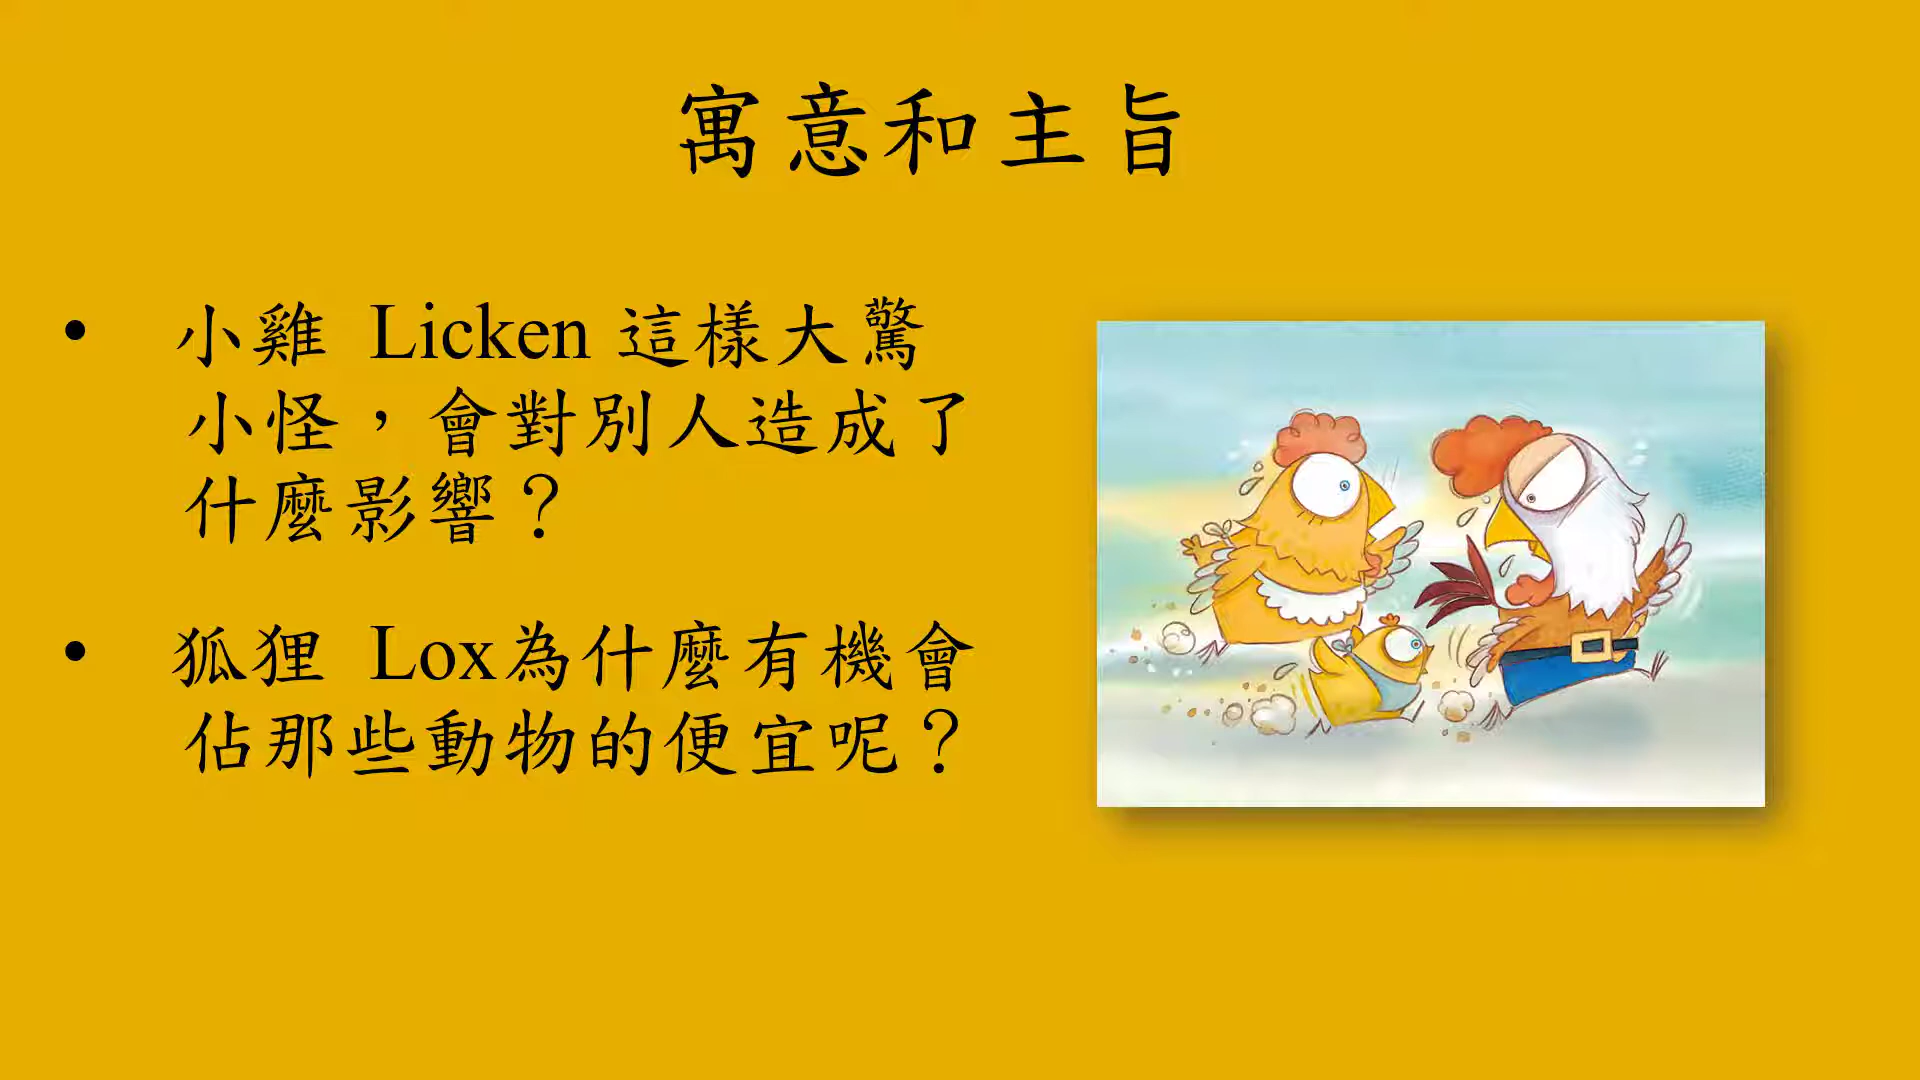 寓意和主旨
• 小雞 Licken 這樣大驚
小怪，會對別人造成了
什麼影響？
• 狐狸 Lox為什麼有機會
佔那些動物的便宜呢？